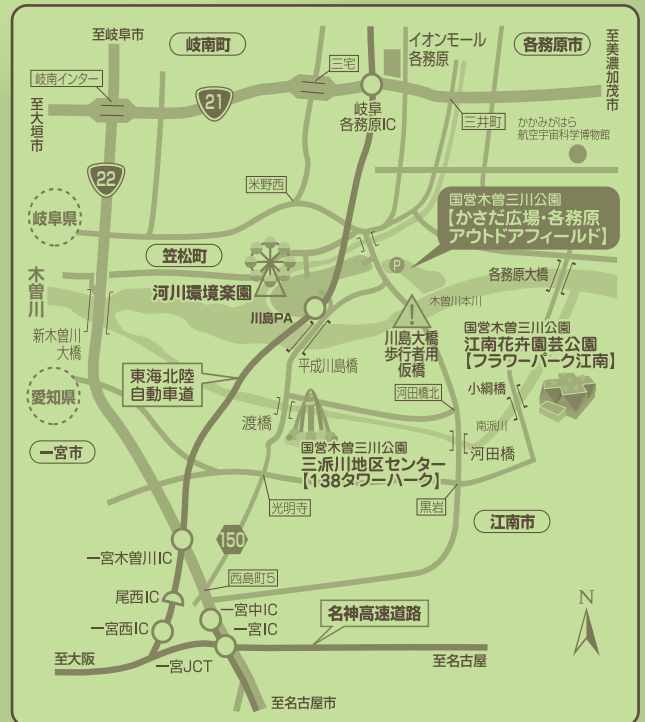 至岐阜市
岐南町
イオンモール
各務原
各務原市
至美濃加茂市
岐南インター
三宅
21
岐阜
各務原IC
至大垣市
三井町
かかみがはら
航空宇宙科学博物館
22
米野西
岐阜県
国営木曽三川公園
【かさだ広場・各務原
アウトドアフィールド】
笠松町
P
木曽川
河川環境楽園
各務原大橋
木曽川本川
川島PA
新木曽川
大橋
川島大橋
歩行者用
仮橋
国営木曽三川公園
江南花卉園芸公園
【フラワーパーク江南】
平成川島橋
東海北陸
自動車道
愛知県
河田橋北
小網橋
渡橋
南派川
一宮市
国営木曽三川公園
三派川地区センター
【138タワーパーク】
河田橋
光明寺
黒岩
江南市
150
一宮木曽川IC
西島町5
尾西IC
一宮中IC
一宮西IC
一宮IC
名神高速道路
N
至大阪
一宮JCT
至名古屋
至名古屋市